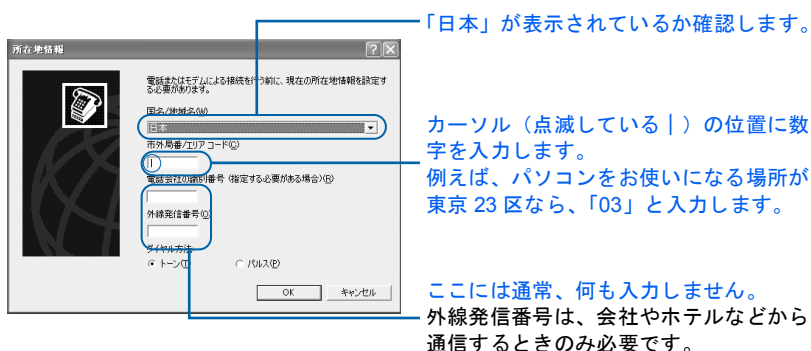 「日本」が表示されているか確認します。
所在地情報
電話またはモデムによる接続を行う前に、現在の所在地情報を設定す
る必要があります。
国名/地域名(W)
日本
市外局番/エリア コード(C)
電話会社の識別番号 (指定する必要がある場合)(R)
外線発信番号(O)
ダイヤル方法:
トーン(T)
パルス(P)
OK
キャンセル
カーソル（点滅している｜）の位置に数
字を入力します。
例えば、パソコンをお使いになる場所が
東京 23 区なら、「03」と入力します。
ここには通常、何も入力しません。
外線発信番号は、会社やホテルなどから
通信するときのみ必要です。